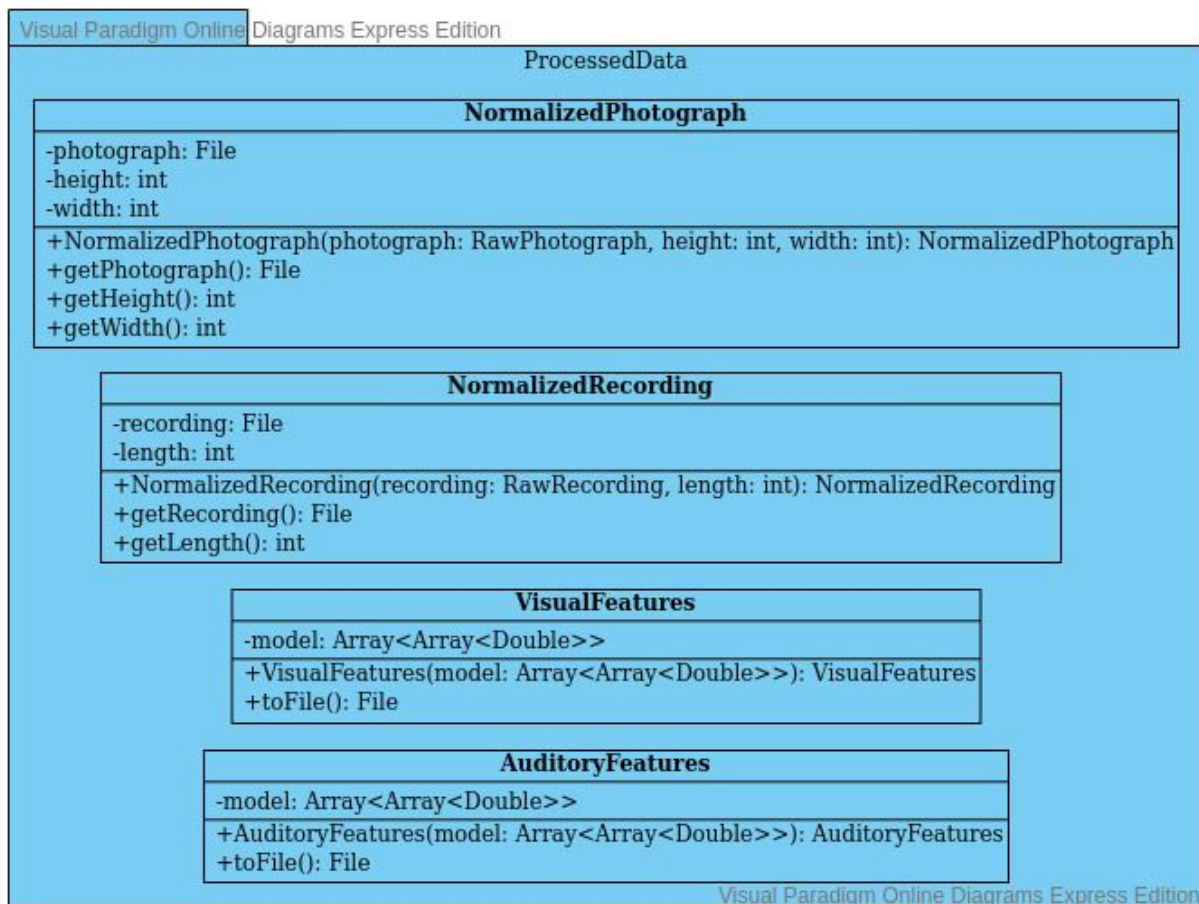 Visual Paradigm Online Diagrams Express Edition
ProcessedData
NormalizedPhotograph
-photograph: File
-height: int
-width: int
+NormalizedPhotograph(photograph: RawPhotograph, height: int, width: int): NormalizedPhotograph
+getPhotograph(): File
+getHeight(): int
+getWidth(): int
NormalizedRecording
-recording: File
-length: int
+NormalizedRecording(recording: RawRecording, length: int): NormalizedRecording
+getRecording(): File
+getLength(): int
VisualFeatures
-model: Array<Array<Double>>
+VisualFeatures(model: Array<Array<Double>>): VisualFeatures
+toFile(): File
AuditoryFeatures
-model: Array<Array<Double>>
+AuditoryFeatures(model: Array<Array<Double>>): AuditoryFeatures
+toFile(): File
Visual Paradigm Online Diagrams Express Edition